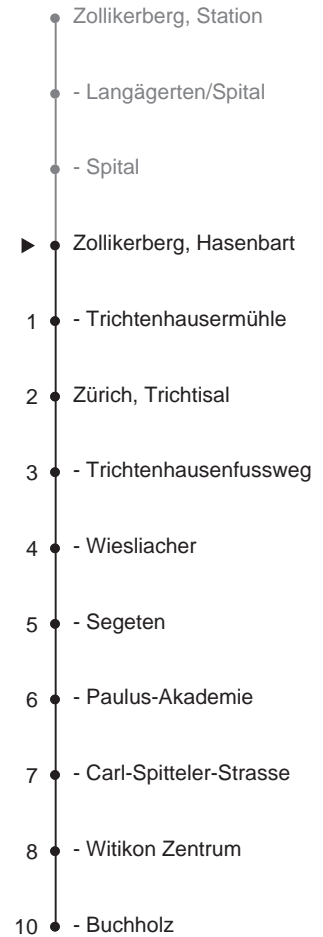 Zollikerberg, Station
- Langägerten/Spital
- Spital
Zollikerberg, Hasenbart
1 - Trichtenhausermühle
2 Zürich, Trichtisal
3 - Trichtenhausenfussweg
4 - Wiesliacher
5 - Segeten
6 - Paulus-Akademie
7 - Carl-Spitteler-Strasse
8 - Witikon Zentrum
10 - Buchholz